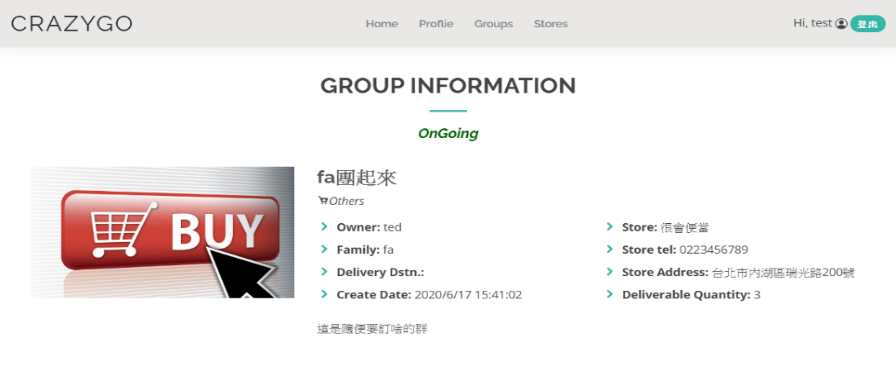 CRAZYGO
Home Proflie Groups Stores
Hi, test 登出
GROUP INFORMATION
OnGoing
BUY
fa團起來
Others
Owner: ted
Family: fa
Delivery Dstn.:
Create Date: 2020/6/17 15:41:02
Store: 很會便當
Store tel: 0223456789
Store Address: 台北市內湖區瑞光路200號
Deliverable Quantity: 3
這是隨便要訂啥的群